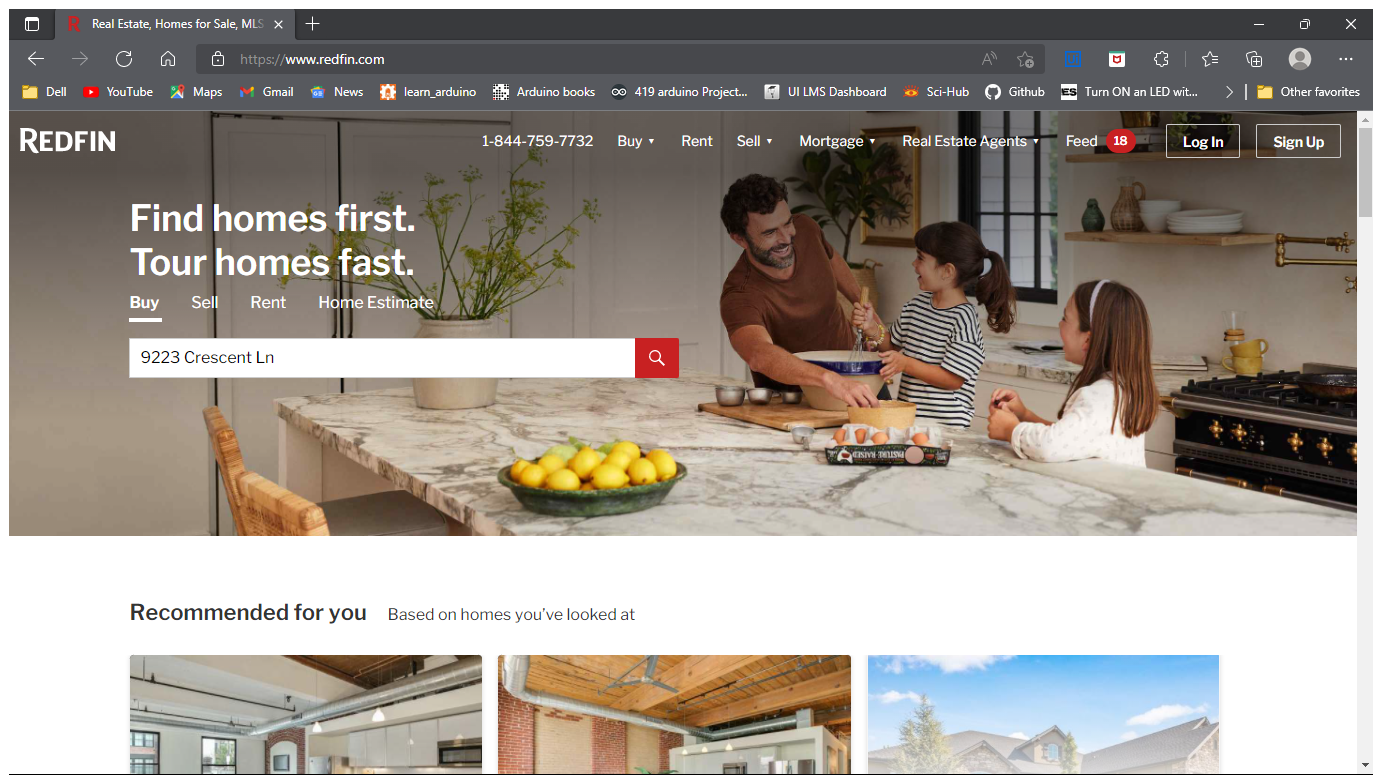 Real Estate, Homes for Sale, MLS
https://www.redfin.com
Dell YouTube Maps Gmail News learn_arduino Arduino books 419 arduino Project... UI LMS Dashboard Sci-Hub Github ES Turn ON an LED wit... Other favorites
REDFIN 1-844-759-7732 Buy Rent Sell Mortgage Real Estate Agents Feed 18 Log In Sign Up
Find homes first.
Tour homes fast.
Buy Sell Rent Home Estimate
9223 Crescent Ln
PASTURE-RAISED
Recommended for you Based on homes you've looked at